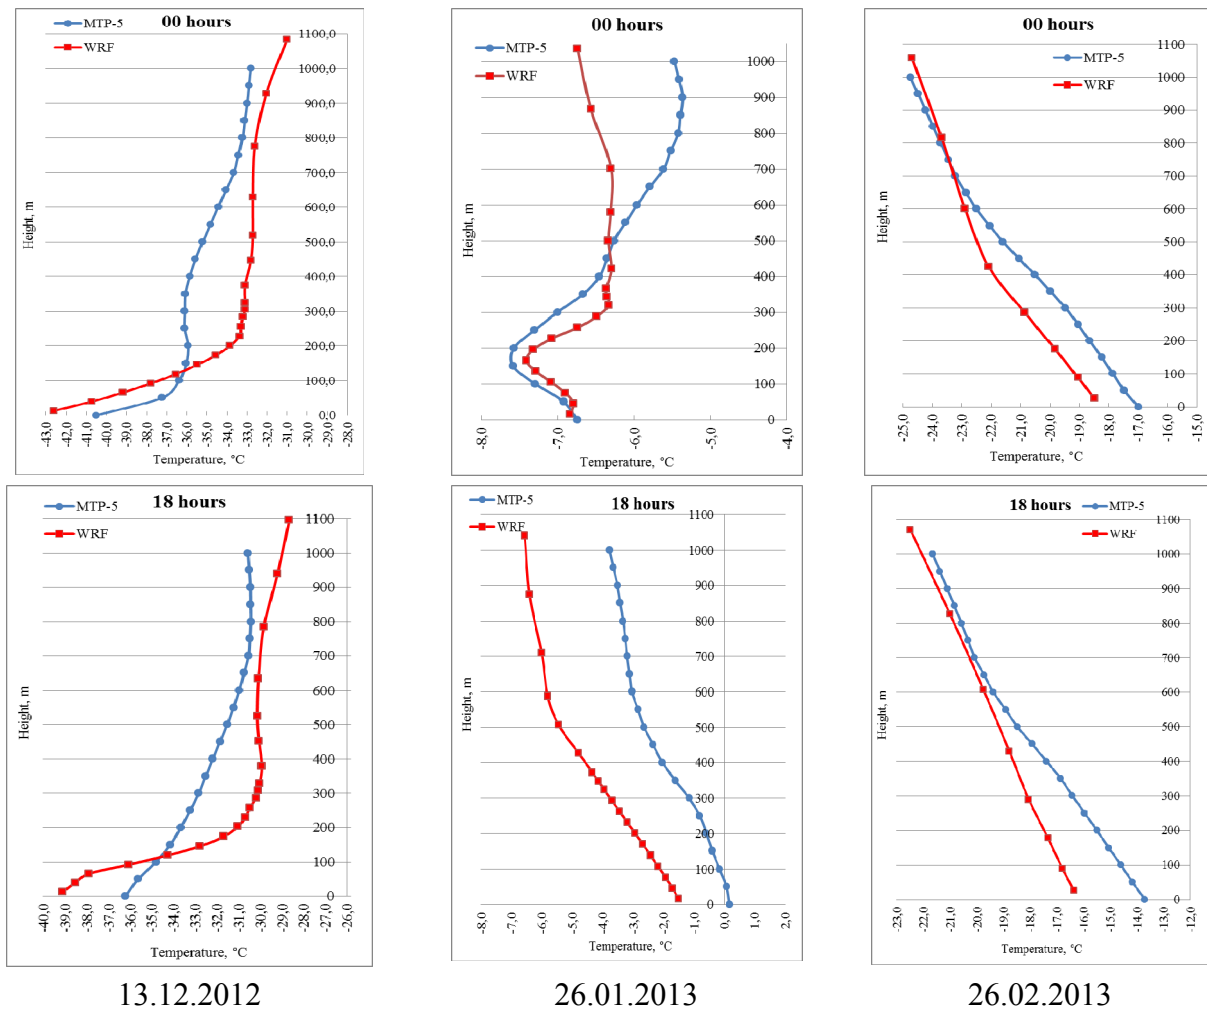 00 hours
MTP-5
WRF
1100,0
1000,0
900,0
800,0
700,0
600,0
500,0
400,0
300,0
200,0
100,0
0,0
Height, m
-43,0 -42,0 -41,0 -40,0 -39,0 -38,0 -37,0 -36,0 -35,0 -34,0 -33,0 -32,0 -31,0 -30,0 -29,0 -28,0
Temperature, °C
00 hours
MTP-5
WRF
1000
900
800
700
600
500
400
300
200
100
0
Height, m
-8,0 -7,0 -6,0 -5,0 -4,0
Temperature, °C
00 hours
MTP-5
WRF
1100
1000
900
800
700
600
500
400
300
200
100
0
Height, m
-25,0 -24,0 -23,0 -22,0 -21,0 -20,0 -19,0 -18,0 -17,0 -16,0 -15,0
Temperature, °C
18 hours
MTP-5
WRF
1100
1000
900
800
700
600
500
400
300
200
100
0
Height, m
-40,0 -39,0 -38,0 -37,0 -36,0 -35,0 -34,0 -33,0 -32,0 -31,0 -30,0 -29,0 -28,0 -27,0 -26,0
Temperature, °C
18 hours
MTP-5
WRF
1100
1000
900
800
700
600
500
400
300
200
100
0
Height, m
-8,0 -7,0 -6,0 -5,0 -4,0 -3,0 -2,0 -1,0 0,0 1,0 2,0
Temperature, °C
18 hours
MTP-5
WRF
1100
1000
900
800
700
600
500
400
300
200
100
0
Height, m
-23,0 -22,0 -21,0 -20,0 -19,0 -18,0 -17,0 -16,0 -15,0 -14,0 -13,0 -12,0
Temperature, °C
13.12.2012 26.01.2013 26.02.2013